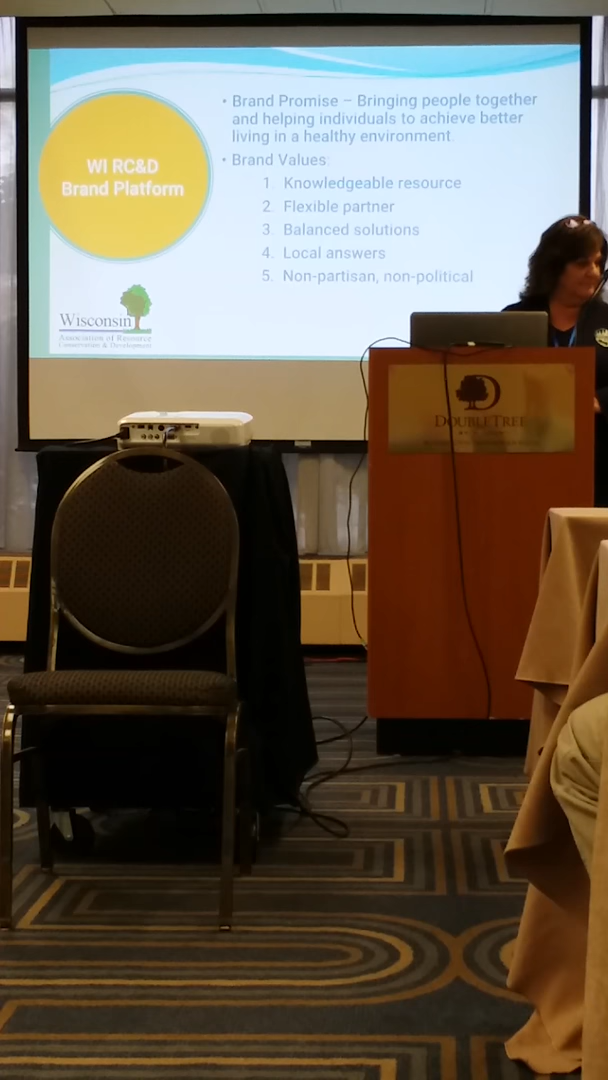 WI RC&D
Brand Platform
• Brand Promise – Bringing people together
and helping individuals to achieve better
living in a healthy environment.
• Brand Values:
1. Knowledgeable resource
2. Flexible partner
3. Balanced solutions
4. Local answers
5. Non-partisan, non-political
Wisconsin
Association of Resource
Conservation & Development
D
DOUBLETREE